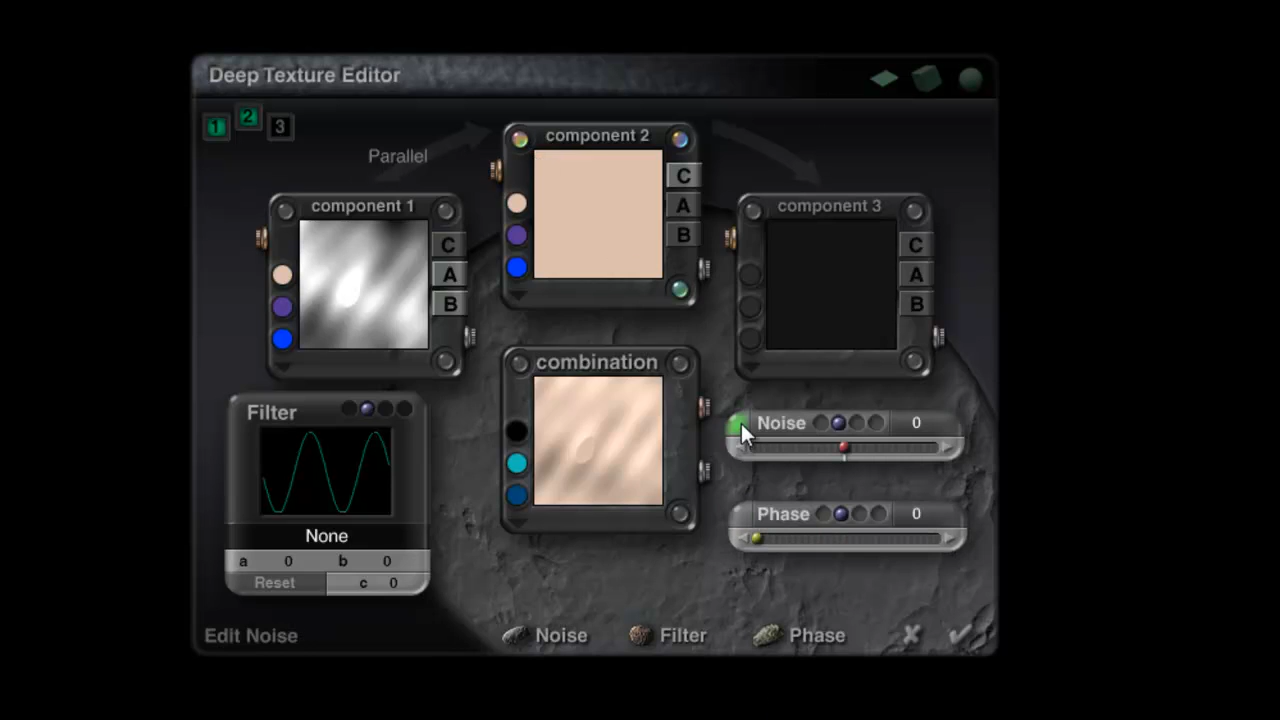 Deep Texture Editor
1 2 3
Parallel
component 1
C
A
B
component 2
C
A
B
component 3
C
A
B
Filter
None
a 0 b 0
Reset c 0
combination
Noise 0
Phase 0
Edit Noise
Noise Filter Phase